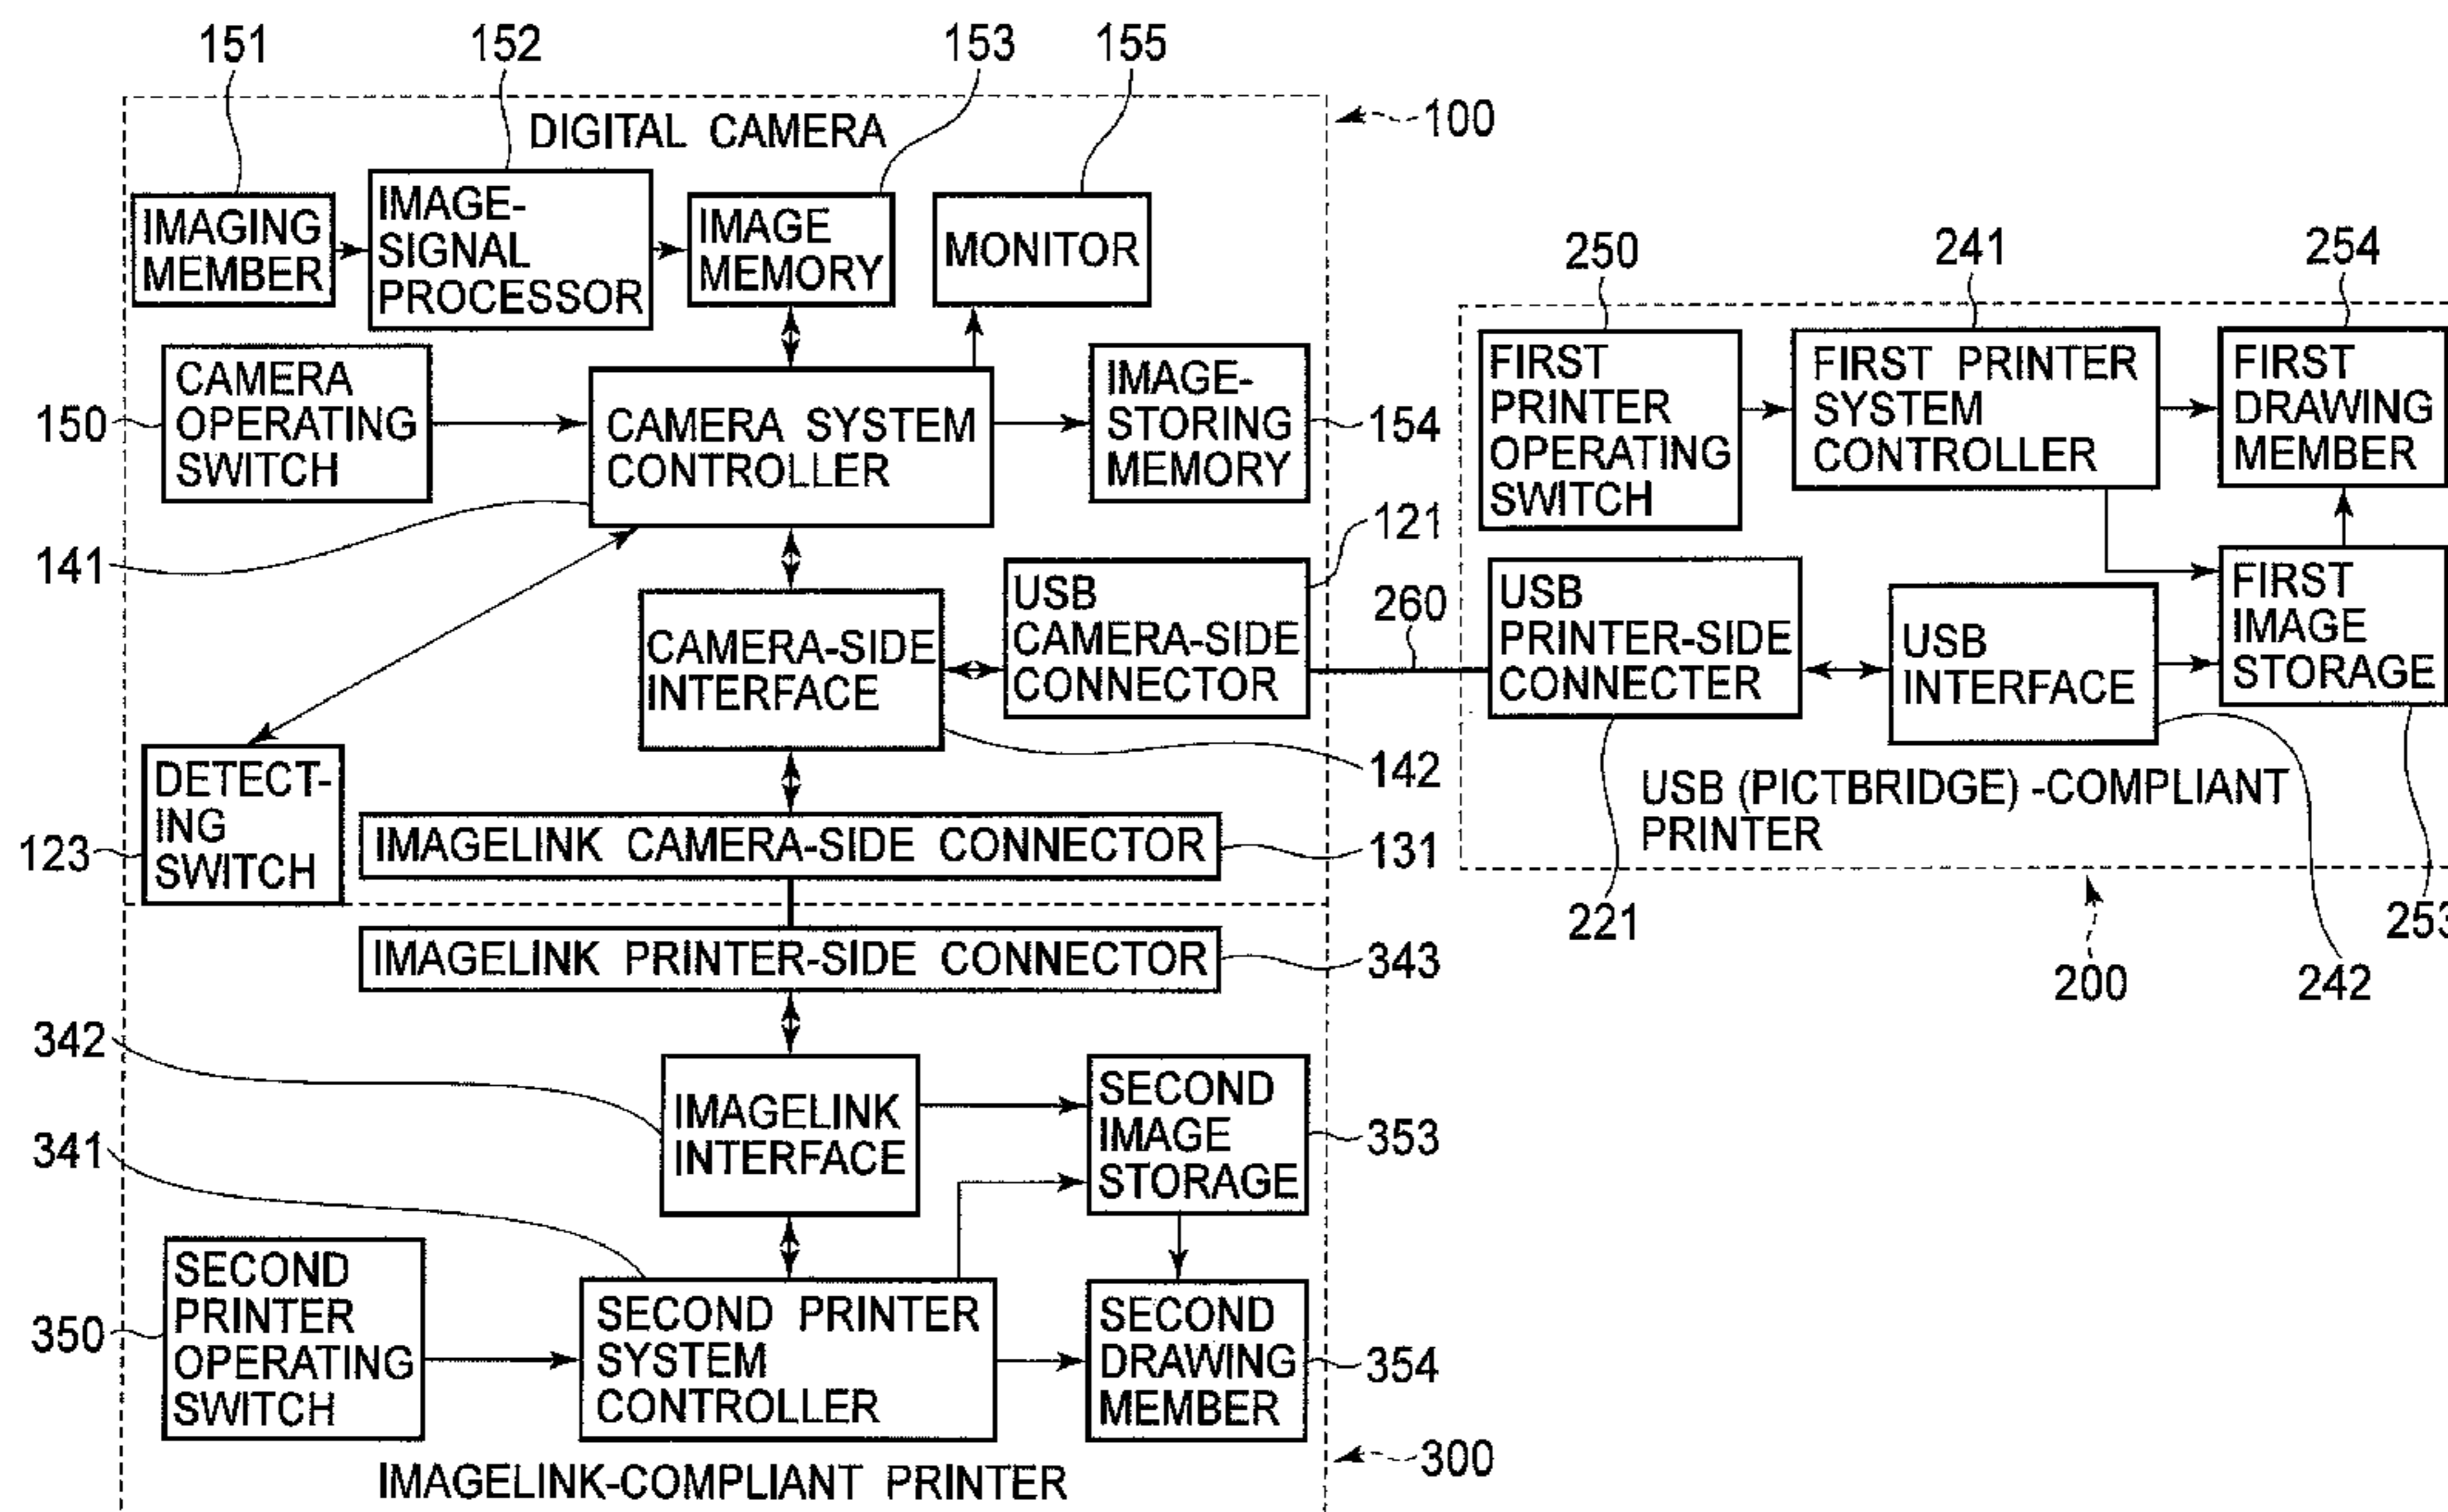 151
152
153
155
DIGITAL CAMERA
100
IMAGING
MEMBER
IMAGE-
SIGNAL
PROCESSOR
IMAGE
MEMORY
MONITOR
CAMERA
OPERATING
SWITCH
150
CAMERA SYSTEM
CONTROLLER
IMAGE-
STORING
MEMORY
154
141
121
USB
CAMERA-SIDE
CONNECTOR
260
CAMERA-SIDE
INTERFACE
142
DETECT-
ING
SWITCH
123
IMAGELINK CAMERA-SIDE CONNECTOR
131
250
241
254
FIRST
PRINTER
OPERATING
SWITCH
FIRST PRINTER
SYSTEM
CONTROLLER
FIRST
DRAWING
MEMBER
USB
PRINTER-SIDE
CONNECTER
USB
INTERFACE
FIRST
IMAGE
STORAGE
USB (PICTBRIDGE) -COMPLIANT
PRINTER
221
200
242
253
IMAGELINK PRINTER-SIDE CONNECTOR
343
342
IMAGELINK
INTERFACE
SECOND
IMAGE
STORAGE
353
341
SECOND
PRINTER
OPERATING
SWITCH
350
SECOND PRINTER
SYSTEM
CONTROLLER
SECOND
DRAWING
MEMBER
354
IMAGELINK-COMPLIANT PRINTER
300